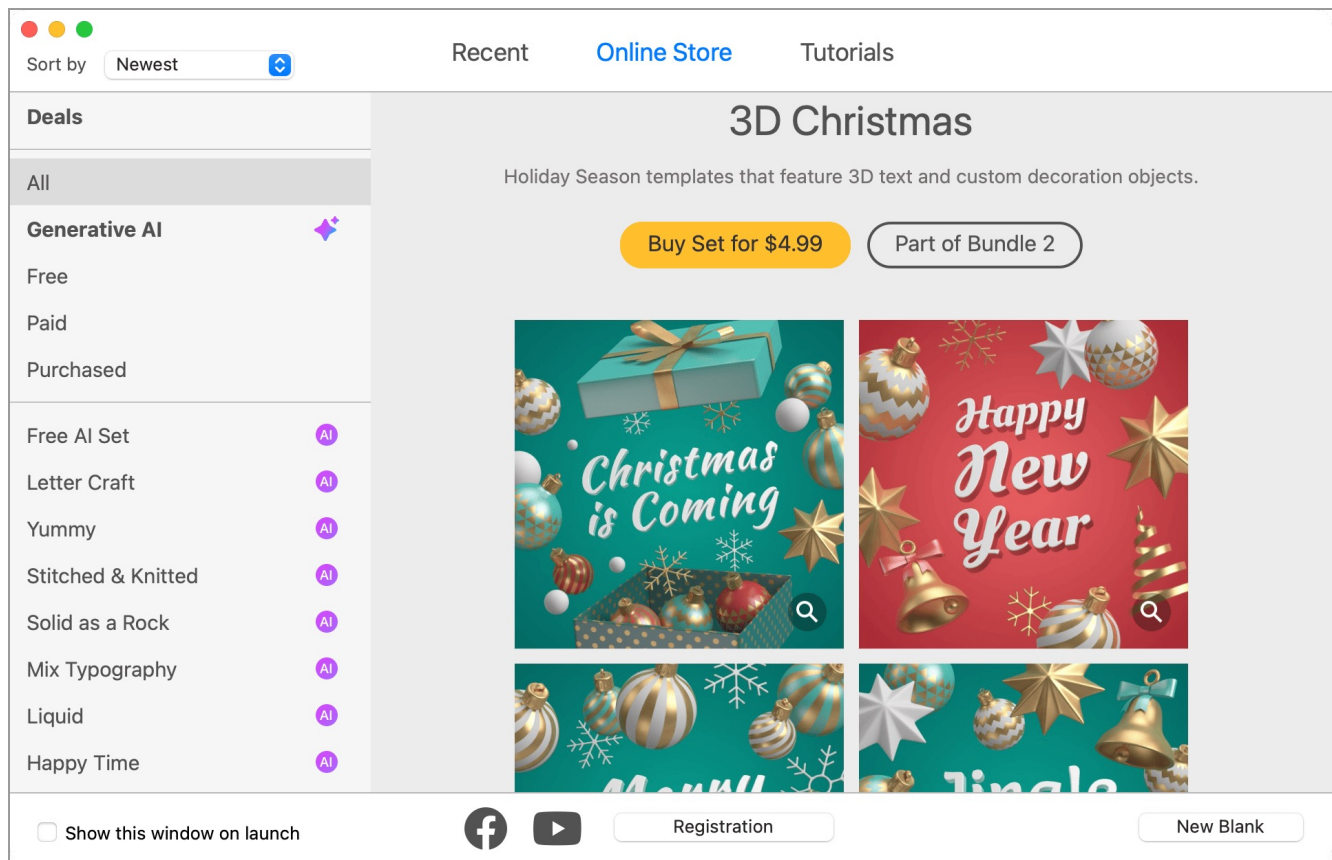 Sort by
Newest
Recent
Online Store
Tutorials
Deals
All
Generative AI
Free
Paid
Purchased
Free AI Set AI
Letter Craft AI
Yummy AI
Stitched & Knitted AI
Solid as a Rock AI
Mix Typography AI
Liquid AI
Happy Time AI
3D Christmas
Holiday Season templates that feature 3D text and custom decoration objects.
Buy Set for $4.99
Part of Bundle 2
Christmas
is Coming
Happy
New
Year
Merry
Jingle
Show this window on launch
Registration
New Blank